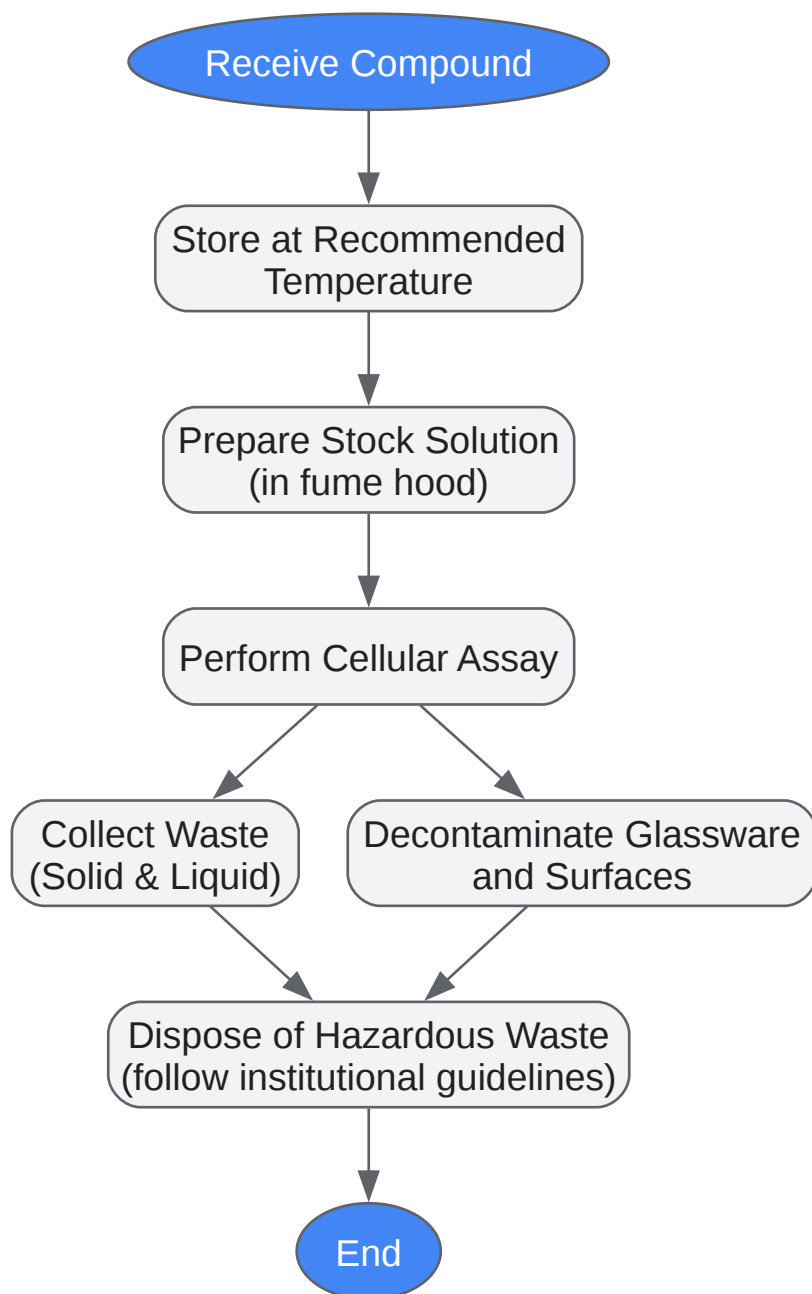 Receive Compound
Store at Recommended
Temperature
Prepare Stock Solution
(in fume hood)
Perform Cellular Assay
Collect Waste
(Solid & Liquid)
Decontaminate Glassware
and Surfaces
Dispose of Hazardous Waste
(follow institutional guidelines)
End